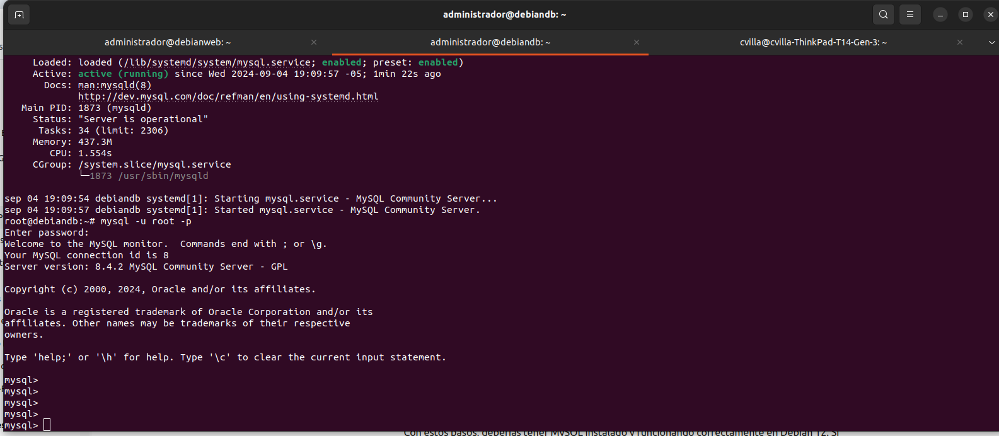 administrador@debiandb: ~
administrador@debianweb: ~
administrador@debiandb: ~
cvilla@cvilla-ThinkPad-T14-Gen-3: ~
Loaded: loaded (/lib/systemd/system/mysql.service; enabled; preset: enabled)
Active: active (running) since Wed 2024-09-04 19:09:57 -05; 1min 22s ago
Docs: man:mysqld(8)
http://dev.mysql.com/doc/refman/en/using-systemd.html
Main PID: 1873 (mysqld)
Status: "Server is operational"
Tasks: 34 (limit: 2306)
Memory: 437.3M
CPU: 1.554s
CGroup: /system.slice/mysql.service
└─1873 /usr/sbin/mysqld
sep 04 19:09:54 debiandb systemd[1]: Starting mysql.service - MySQL Community Server...
sep 04 19:09:57 debiandb systemd[1]: Started mysql.service - MySQL Community Server.
root@debiandb:~# mysql -u root -p
Enter password:
Welcome to the MySQL monitor.  Commands end with ; or \g.
Your MySQL connection id is 8
Server version: 8.4.2 MySQL Community Server - GPL
Copyright (c) 2000, 2024, Oracle and/or its affiliates.
Oracle is a registered trademark of Oracle Corporation and/or its
affiliates. Other names may be trademarks of their respective
owners.
Type 'help;' or '\h' for help. Type '\c' to clear the current input statement.
mysql>
mysql>
mysql>
mysql>
mysql>
Con estos pasos, deberías tener MySQL instalado y funcionando correctamente en Debian 12. Si